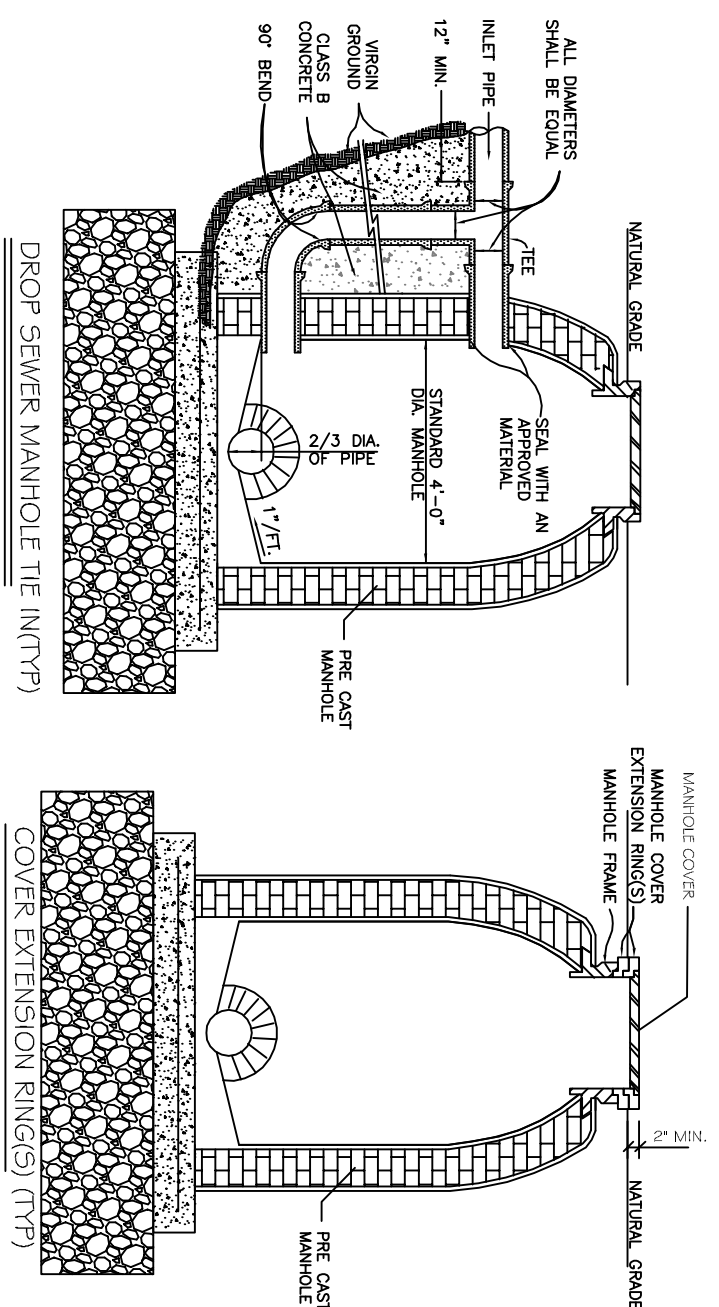 ALL DIAMETERS
SHALL BE EQUAL
INLET PIPE
12" MIN.
VIRGIN
GROUND
CLASS B
CONCRETE
90° BEND
TEE
NATURAL GRADE
SEAL WITH AN
APPROVED
MATERIAL
STANDARD 4'-0"
DIA. MANHOLE
2/3 DIA.
OF PIPE
1"/FT.
PRE CAST
MANHOLE
DROP SEWER MANHOLE TIE IN(TYP)
MANHOLE COVER
MANHOLE COVER
EXTENSION RING(S)
MANHOLE FRAME
2" MIN.
NATURAL GRADE
PRE CAST
MANHOLE
COVER EXTENSION RING(S) (TYP)